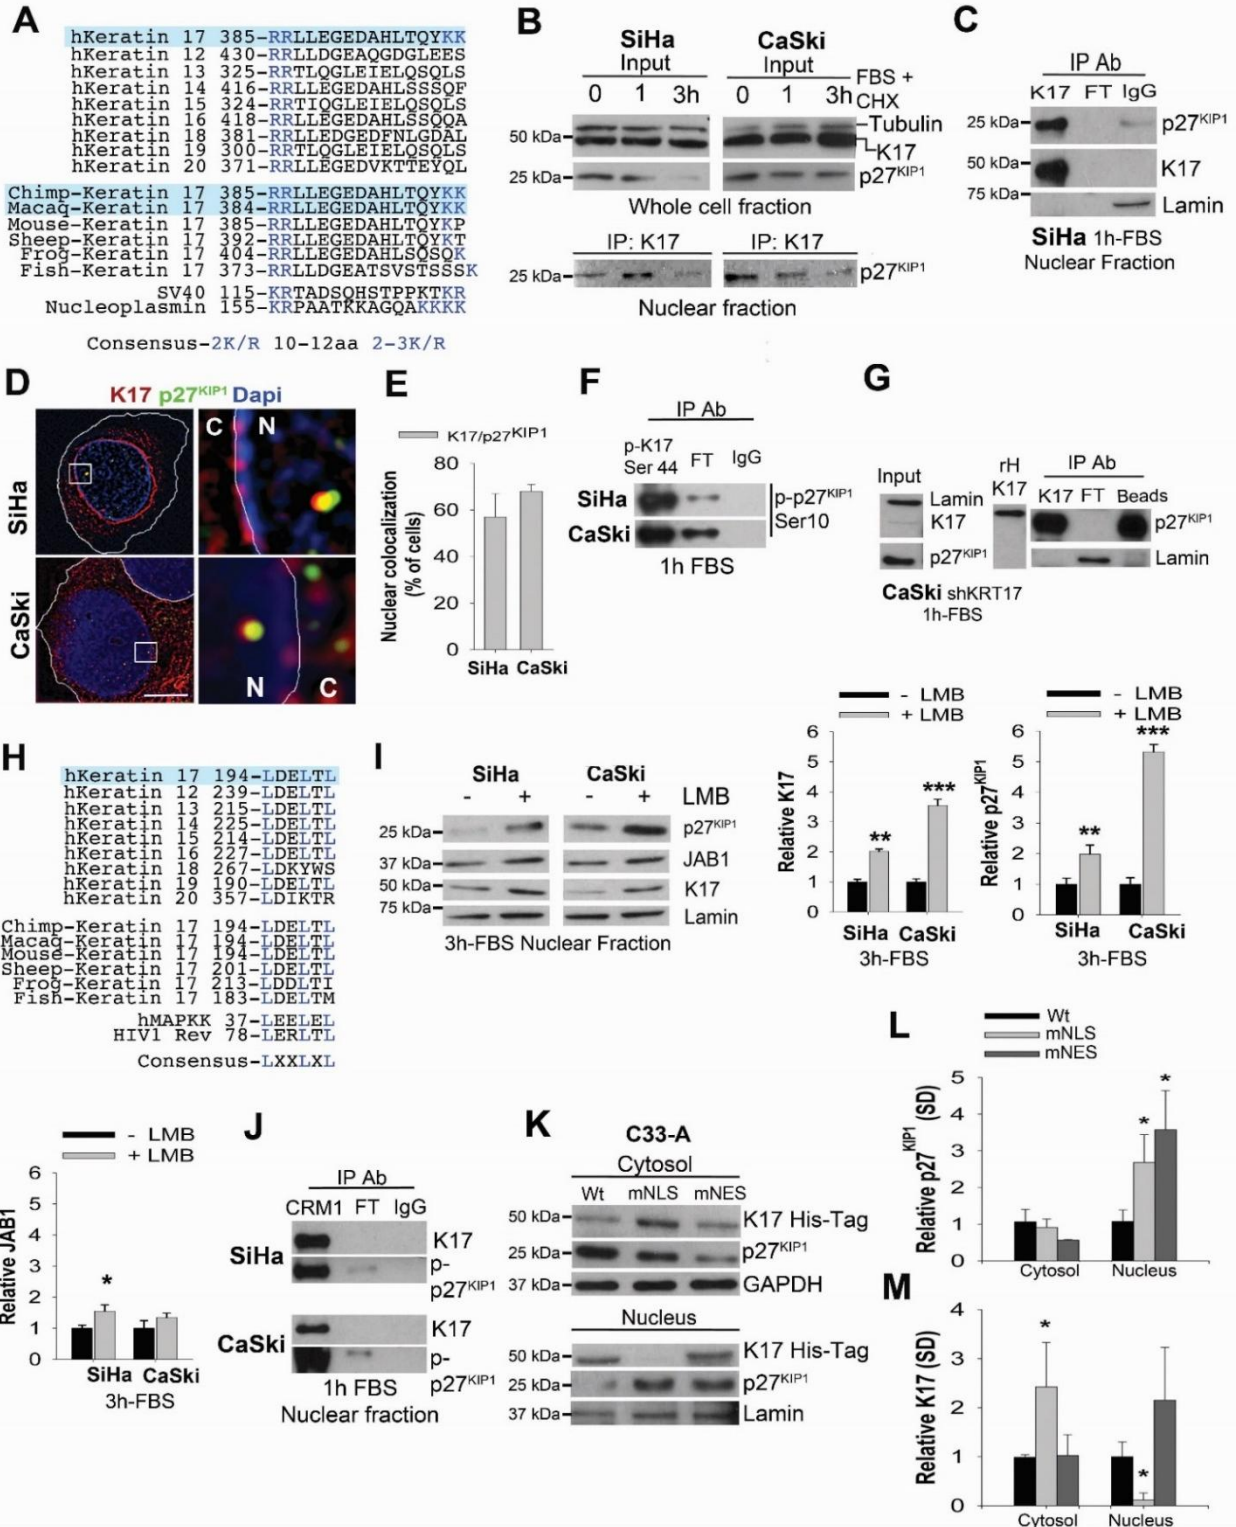 A
hKeratin 17 385-RRLLEGEDAHLTQYKK
hKeratin 12 430-RRLLDGEAQGDGLEES
hKeratin 13 325-RRTLQGLEIELQSQLS
hKeratin 14 416-RRLLEGEDAHLSSSQF
hKeratin 15 324-RRTIQGLEIELQSQLS
hKeratin 16 418-RRLLEGEDAHLSSQQA
hKeratin 18 381-RRLLEDGEDFNLGDAL
hKeratin 19 300-RRTLQGLEIELQSQLS
hKeratin 20 371-RRLLEGEDVKTTEYQL
Chimp-Keratin 17 385-RRLLEGEDAHLTQYKK
Macaq-Keratin 17 384-RRLLEGEDAHLTQYKK
Mouse-Keratin 17 385-RRLLEGEDAHLTQYKP
Sheep-Keratin 17 392-RRLLEGEDAHLTQYKT
Frog-Keratin 17 404-RRLLEGEDAHLSQSQK
Fish-Keratin 17 373-RRLLDGEATSVSTSSSK
SV40 115-KRTADSQHSTPPKTKR
Nucleoplasmin 155-KRPAATKKAGQAKKKK
Consensus-2K/R 10-12aa 2-3K/R
B
SiHa CaSki
Input Input
FBS +
CHX
0 1 3h 0 1 3h
50 kDa
25 kDa
Tubulin
K17
p27KIP1
Whole cell fraction
IP: K17 IP: K17
25 kDa
p27KIP1
Nuclear fraction
C
IP Ab
K17 FT IgG
25 kDa p27KIP1
50 kDa K17
75 kDa Lamin
SiHa 1h-FBS
Nuclear Fraction
D
K17 p27KIP1 Dapi
SiHa
C N
CaSki
N C
E
K17/p27KIP1
Nuclear colocalization
(% of cells)
80
60
40
20
0
SiHa CaSki
F
IP Ab
p-K17
Ser 44 FT IgG
SiHa
CaSki
p-p27KIP1
Ser10
1h FBS
G
Input
Lamin
K17
p27KIP1
rH
K17
IP Ab
K17 FT Beads
p27KIP1
Lamin
CaSki shKRT17
1h-FBS
H
hKeratin 17 194-LDELTL
hKeratin 12 239-LDELTL
hKeratin 13 215-LDELTL
hKeratin 14 225-LDELTL
hKeratin 15 214-LDELTL
hKeratin 16 227-LDELTL
hKeratin 18 267-LDKYWS
hKeratin 19 190-LDELTL
hKeratin 20 357-LDIKTR
Chimp-Keratin 17 194-LDELTL
Macaq-Keratin 17 194-LDELTL
Mouse-Keratin 17 194-LDELTL
Sheep-Keratin 17 201-LDELTL
Frog-Keratin 17 213-LDDLTI
Fish-Keratin 17 183-LDELTM
hMAPKK 37-LEELEL
HIV1 Rev 78-LERLTL
Consensus-LXXLXL
I
SiHa CaSki
- + - + LMB
25 kDa p27KIP1
37 kDa JAB1
50 kDa K17
75 kDa Lamin
3h-FBS Nuclear Fraction
- LMB
+ LMB
Relative K17
6
5
4
3
2
1
0
** ***
SiHa CaSki
3h-FBS
- LMB
+ LMB
Relative p27KIP1
6
5
4
3
2
1
0
** ***
SiHa CaSki
3h-FBS
- LMB
+ LMB
Relative JAB1
6
5
4
3
2
1
0
*
SiHa CaSki
3h-FBS
J
IP Ab
CRM1 FT IgG
SiHa
K17
p-
p27KIP1
CaSki
K17
p-
p27KIP1
1h FBS
Nuclear fraction
K
C33-A
Cytosol
Wt mNLS mNES
50 kDa K17 His-Tag
25 kDa p27KIP1
37 kDa GAPDH
Nucleus
50 kDa K17 His-Tag
25 kDa p27KIP1
37 kDa Lamin
L
Wt
mNLS
mNES
Relative p27KIP1 (SD)
5
4
3
2
1
0
* *
Cytosol Nucleus
M
Relative K17 (SD)
4
3
2
1
0
* *
Cytosol Nucleus